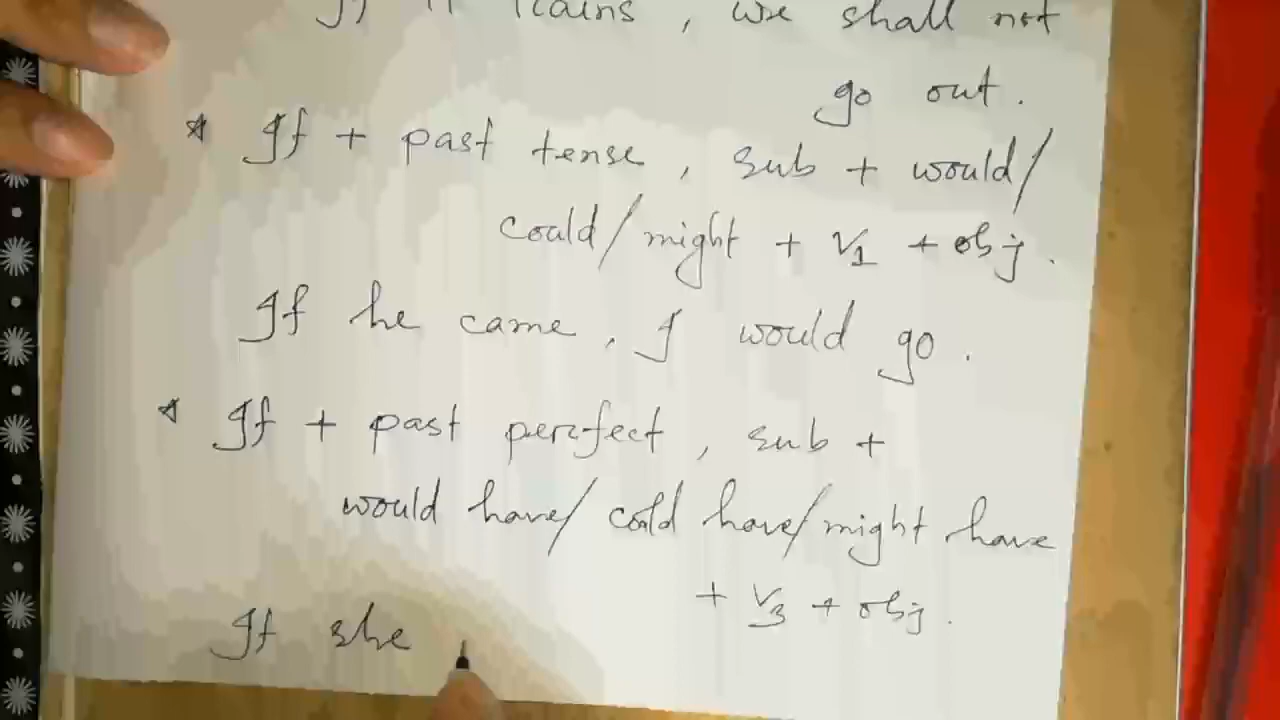 If it rains, we shall not
go out.
* If + past tense, sub + would/
could/might + V1 + obj.
If he came, I would go.
* If + past perfect, sub +
would have/ could have/might have
+ V3 + obj.
If she